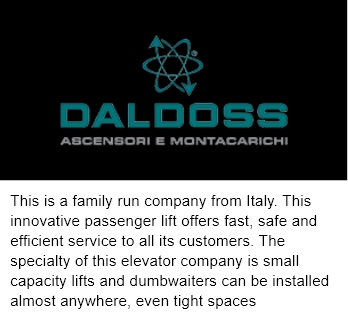 DALDOSS
ASCENSORI E MONTACARICHI
This is a family run company from Italy. This
innovative passenger lift offers fast, safe and
efficient service to all its customers. The
specialty of this elevator company is small
capacity lifts and dumbwaiters can be installed
almost anywhere, even tight spaces